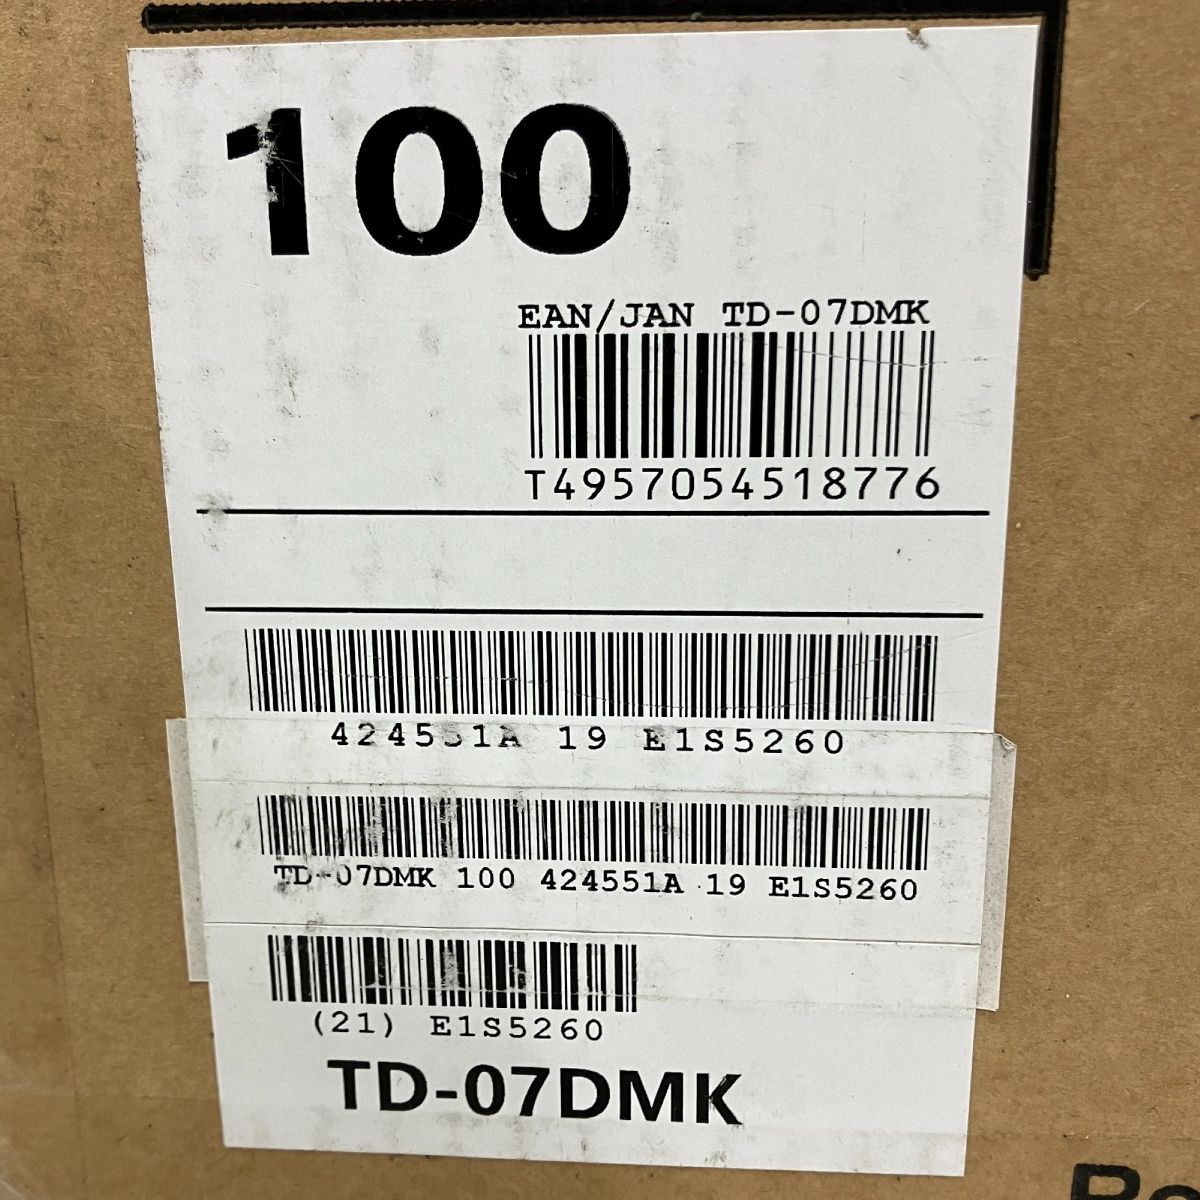 100
EAN/JAN TD-07DMK
T4957054518776
424551A 19 E1S5260
TD-07DMK 100 424551A 19 E1S5260
(21) E1S5260
TD-07DMK